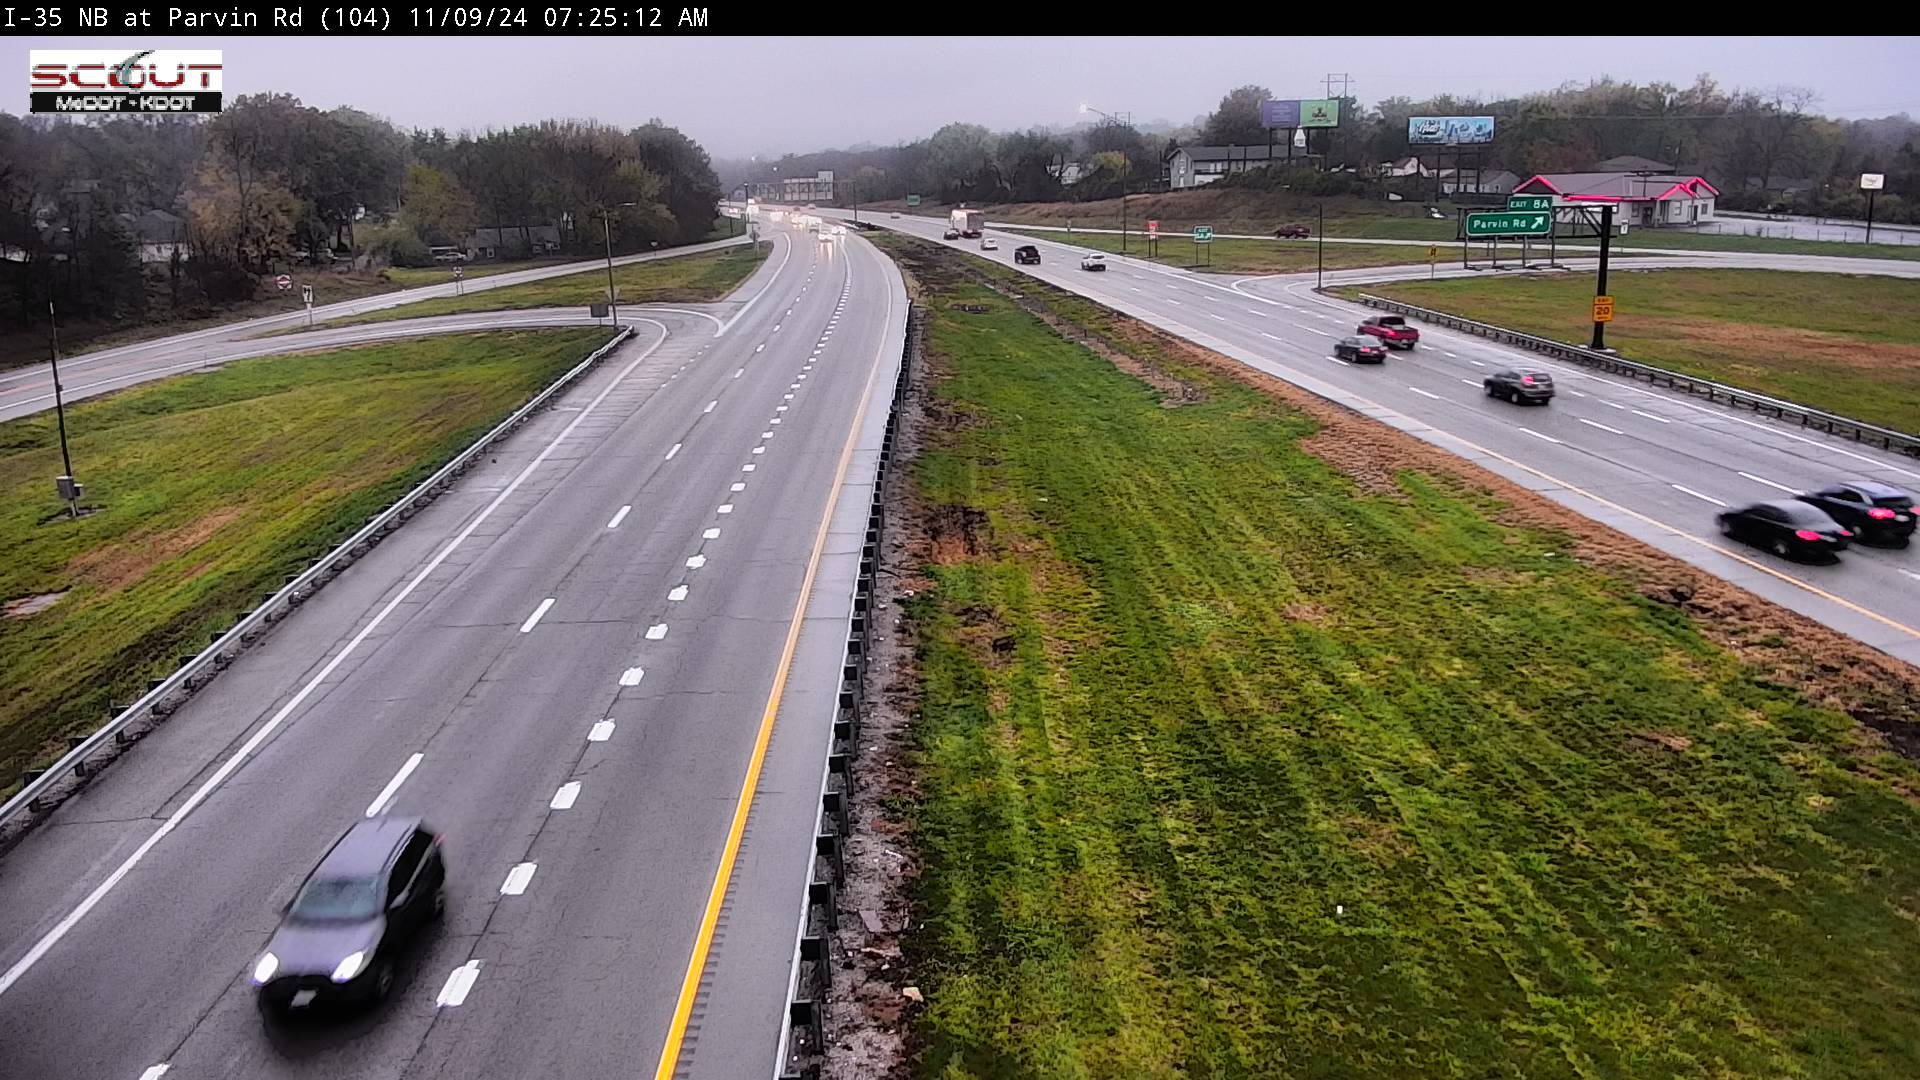 I-35 NB at Parvin Rd (104) 11/09/24 07:25:12 AM
SCOUT
MoDOT - KDOT
EXIT 8A
Parvin Rd
EXIT
20